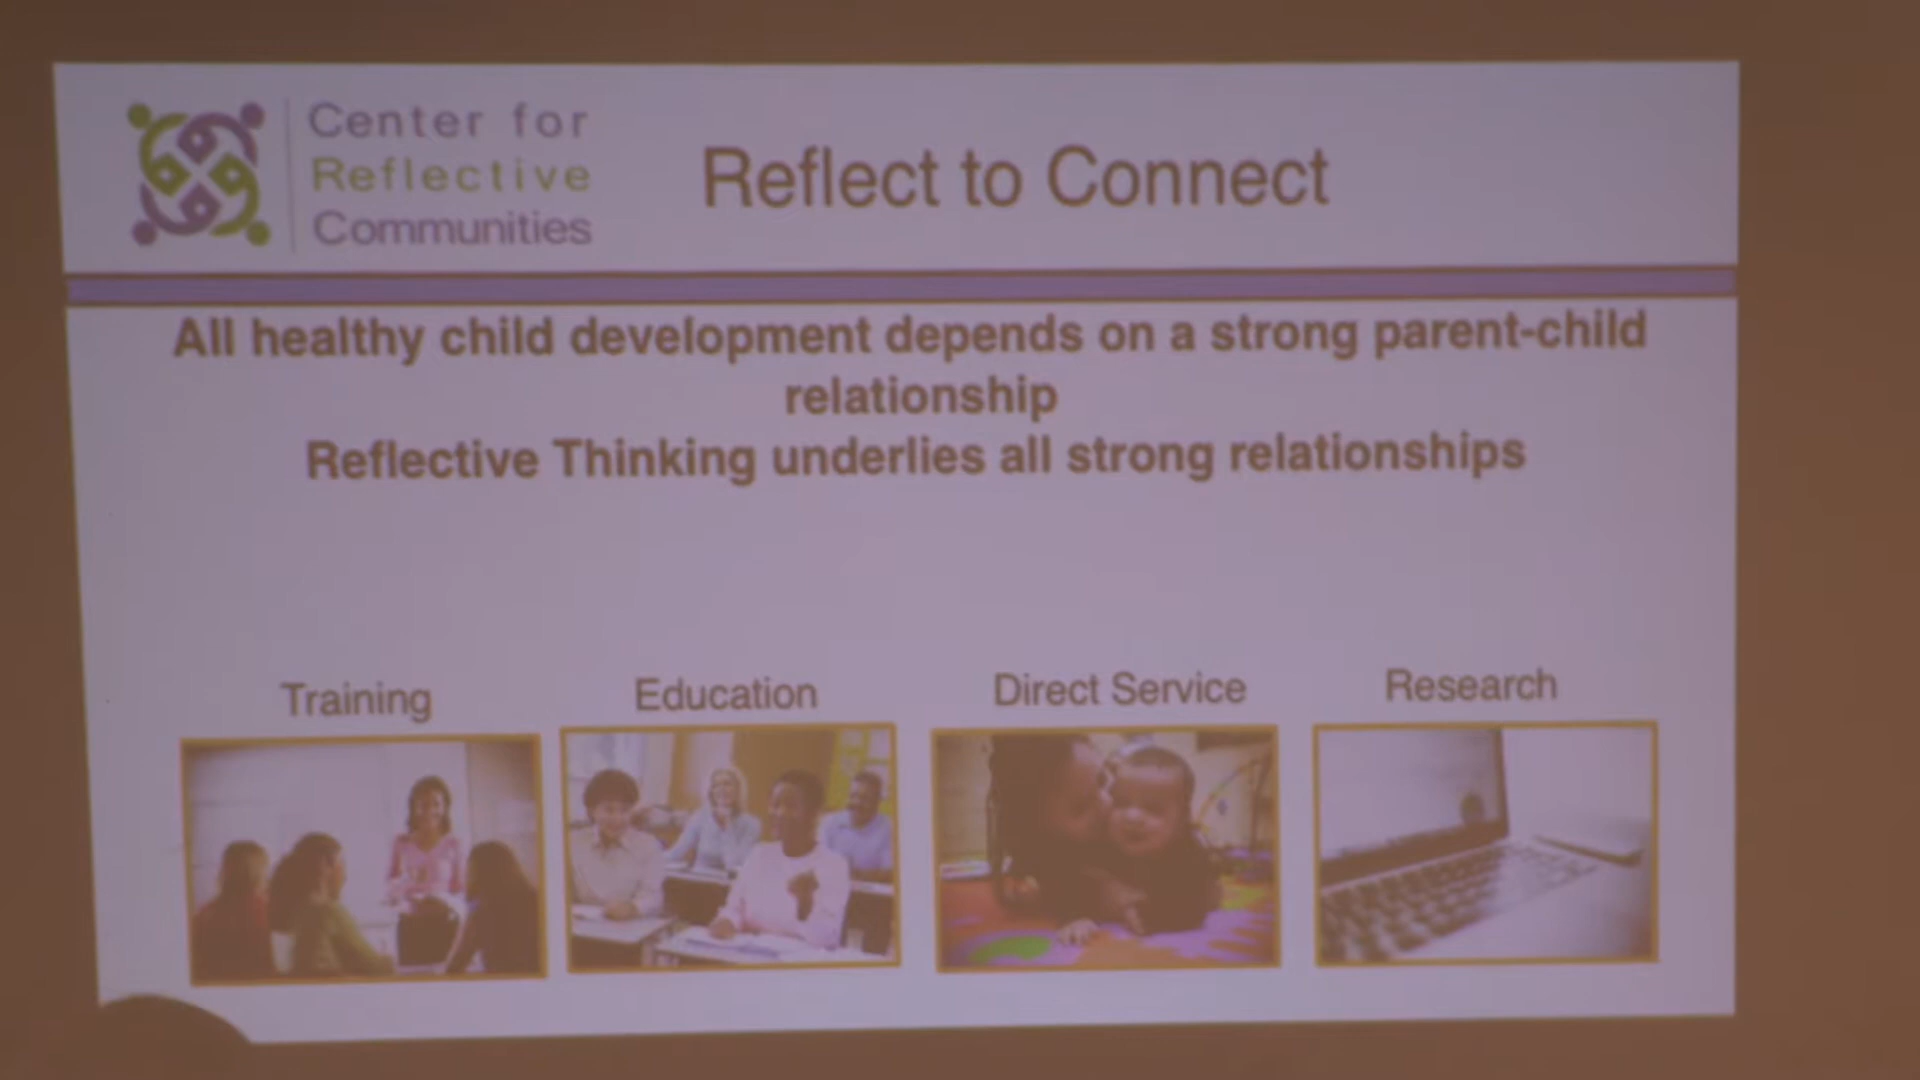 Center for
Reflective
Communities
Reflect to Connect
All healthy child development depends on a strong parent-child
relationship
Reflective Thinking underlies all strong relationships
Training
Education
Direct Service
Research